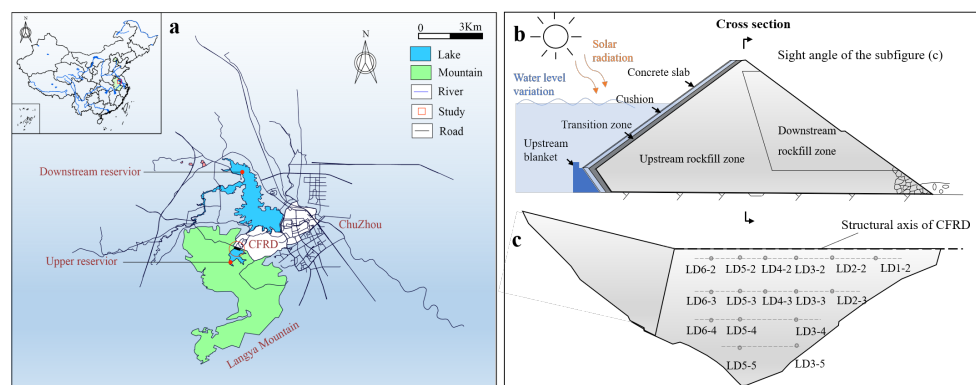 a
0 3Km
N
Lake
Mountain
River
Study
Road
Downstream reservior
ChuZhou
CFRD
Upper reservior
Langya Mountain
b
Cross section
Solar
radiation
Sight angle of the subfigure (c)
Water level
variation
Concrete slab
Cushion
Transition zone
Upstream
blanket
Upstream rockfill zone
Downstream
rockfill zone
c
Structural axis of CFRD
LD6-2 LD5-2 LD4-2 LD3-2 LD2-2 LD1-2
LD6-3 LD5-3 LD4-3 LD3-3 LD2-3
LD6-4 LD5-4 LD3-4
LD5-5 LD3-5